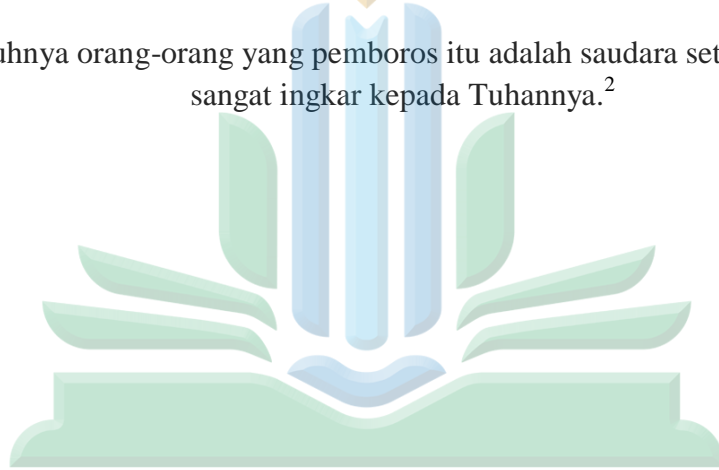 uhnya orang-orang yang pemboros itu adalah saudara set
sangat ingkar kepada Tuhannya.²